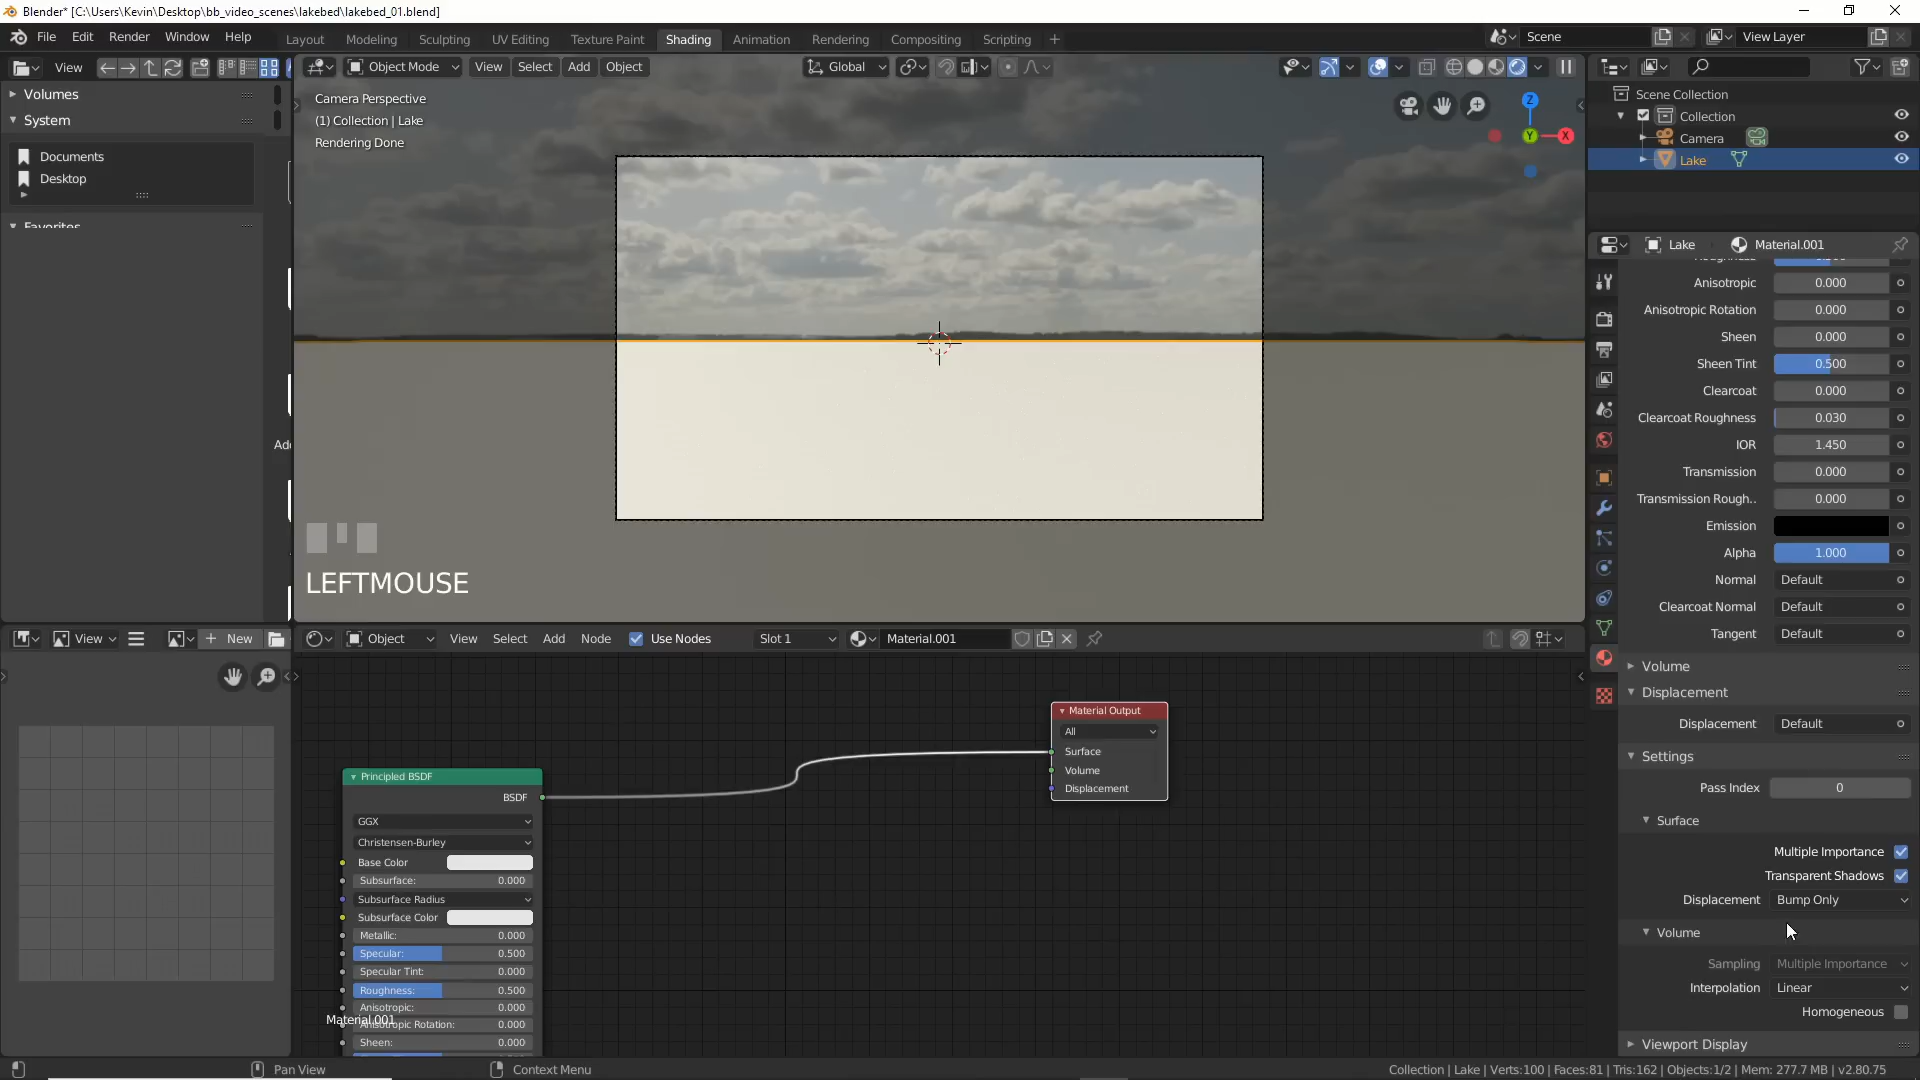 Blender* [C:\Users\Kevin\Desktop\bb_video_scenes\lakebed\lakebed_01.blend]
File Edit Render Window Help Layout Modeling Sculpting UV Editing Texture Paint Shading Animation Rendering Compositing Scripting Scene View Layer
View Object Mode View Select Add Object Global
Volumes
System
Documents
Desktop
Favorites
Camera Perspective
(1) Collection | Lake
Rendering Done
Z
Y
X
LEFTMOUSE
Scene Collection
Collection
Camera
Lake
Lake Material.001
Anisotropic 0.000
Anisotropic Rotation 0.000
Sheen 0.000
Sheen Tint 0.500
Clearcoat 0.000
Clearcoat Roughness 0.030
IOR 1.450
Transmission 0.000
Transmission Rough.. 0.000
Emission
Alpha 1.000
Normal Default
Clearcoat Normal Default
Tangent Default
Volume
Displacement
Displacement Default
Settings
Pass Index 0
Surface
Multiple Importance
Transparent Shadows
Displacement Bump Only
Volume
Sampling Multiple Importance
Interpolation Linear
Homogeneous
Viewport Display
View New Object View Select Add Node Use Nodes Slot 1 Material.001
Material Output
All
Surface
Volume
Displacement
Principled BSDF
BSDF
GGX
Christensen-Burley
Base Color
Subsurface: 0.000
Subsurface Radius
Subsurface Color
Metallic: 0.000
Specular: 0.500
Specular Tint: 0.000
Roughness: 0.500
Anisotropic: 0.000
Anisotropic Rotation: 0.000
Material.001
Sheen: 0.000
Pan View Context Menu Collection | Lake | Verts:100 | Faces:81 | Tris:162 | Objects:1/2 | Mem: 277.7 MB | v2.80.75